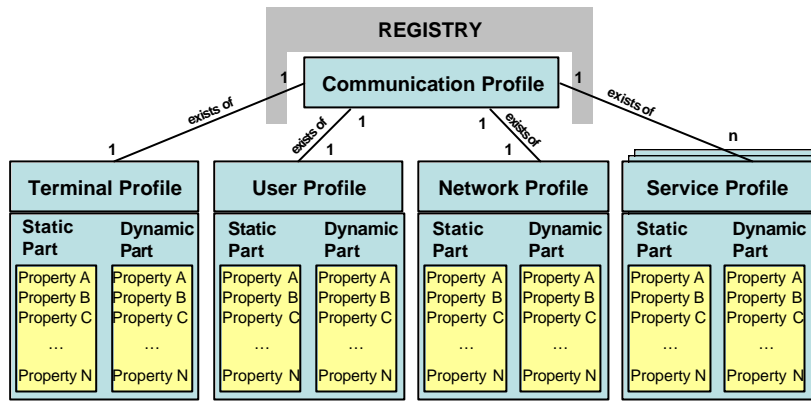 REGISTRY
Communication Profile
1
1
1
1
exists of
exists of
exists of
exists of
1
1
1
n
Terminal Profile
User Profile
Network Profile
Service Profile
Static Part
Dynamic Part
Property A
Property B
Property C
...
Property N
Property A
Property B
Property C
...
Property N
Static Part
Dynamic Part
Property A
Property B
Property C
...
Property N
Property A
Property B
Property C
...
Property N
Static Part
Dynamic Part
Property A
Property B
Property C
...
Property N
Property A
Property B
Property C
...
Property N
Static Part
Dynamic Part
Property A
Property B
Property C
...
Property N
Property A
Property B
Property C
...
Property N